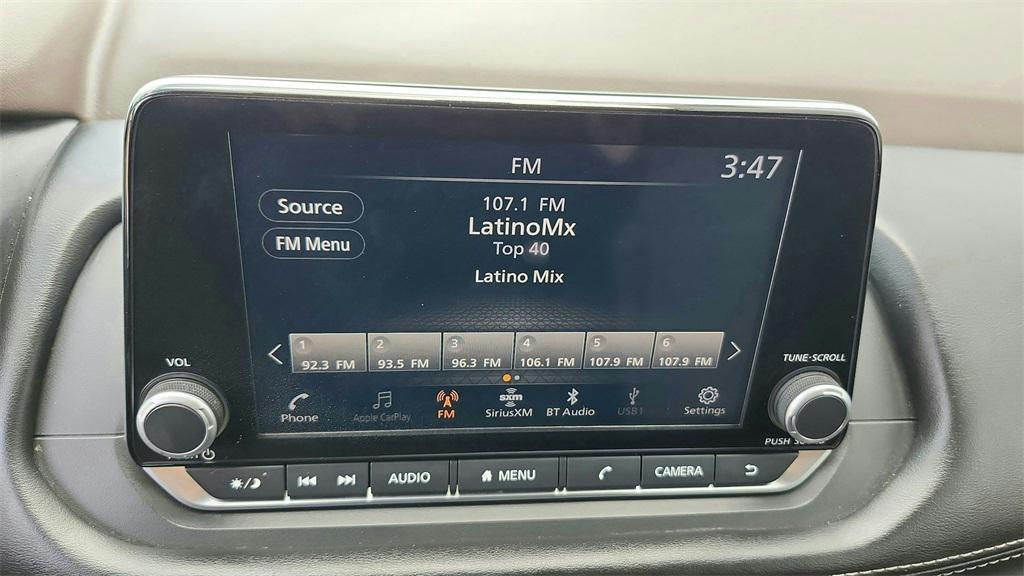 FM
3:47
Source
FM Menu
107.1 FM
LatinoMx
Top 40
Latino Mix
1
92.3 FM
2
93.5 FM
3
96.3 FM
4
106.1 FM
5
107.9 FM
6
107.9 FM
VOL
TUNE·SCROLL
Phone
Apple CarPlay
FM
sxm
SiriusXM
BT Audio
USB1
Settings
PUSH
AUDIO
MENU
CAMERA